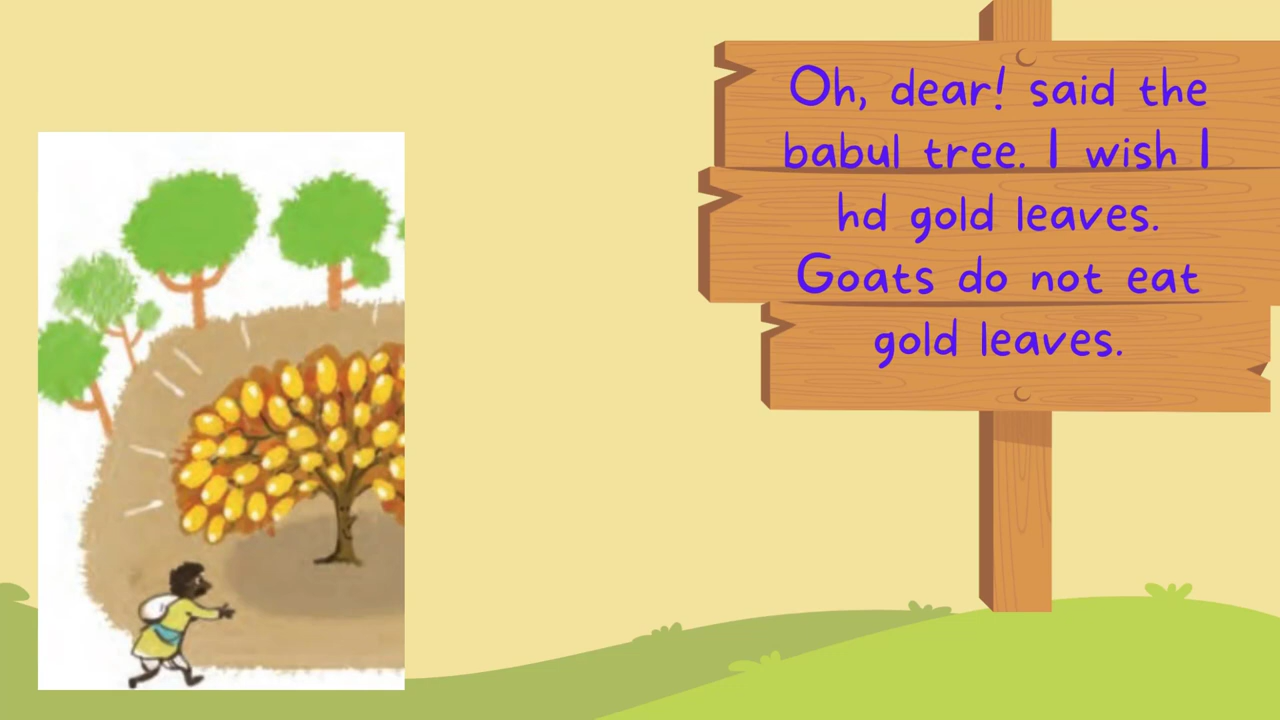 Oh, dear! said the
babul tree. I wish I
hd gold leaves.
Goats do not eat
gold leaves.